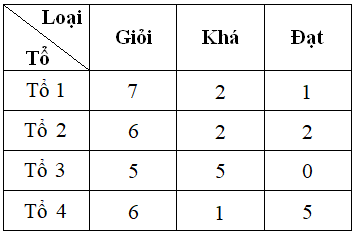 Loại
Tổ
Giỏi Khá Đạt
Tổ 1 7 2 1
Tổ 2 6 2 2
Tổ 3 5 5 0
Tổ 4 6 1 5